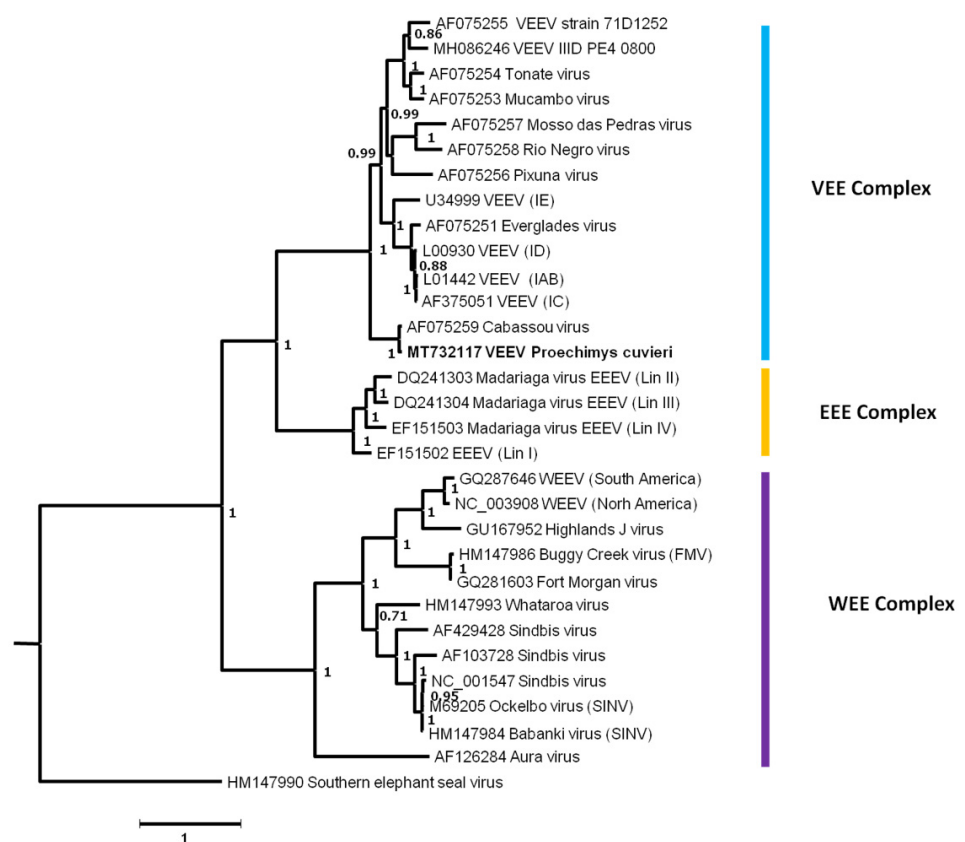 AF075255 VEEV strain 71D1252
0.86
MH086246 VEEV IIID PE4 0800
1
AF075254 Tonate virus
1
AF075253 Mucambo virus
0.99
AF075257 Mosso das Pedras virus
1
AF075258 Rio Negro virus
0.99
AF075256 Pixuna virus
VEE Complex
U34999 VEEV (IE)
1
AF075251 Everglades virus
1
L00930 VEEV (ID)
0.88
L01442 VEEV (IAB)
1
AF375051 VEEV (IC)
AF075259 Cabassou virus
1
1
MT732117 VEEV Proechimys cuvieri
DQ241303 Madariaga virus EEEV (Lin II)
1
DQ241304 Madariaga virus EEEV (Lin III)
1
EEE Complex
EF151503 Madariaga virus EEEV (Lin IV)
1
EF151502 EEEV (Lin I)
GQ287646 WEEV (South America)
1
NC_003908 WEEV (Norh America)
1
1
GU167952 Highlands J virus
1
HM147986 Buggy Creek virus (FMV)
1
GQ281603 Fort Morgan virus
1
WEE Complex
HM147993 Whataroa virus
0.71
AF429428 Sindbis virus
1
AF103728 Sindbis virus
1
1
NC_001547 Sindbis virus
0.95
M69205 Ockelbo virus (SINV)
1
HM147984 Babanki virus (SINV)
AF126284 Aura virus
HM147990 Southern elephant seal virus
1